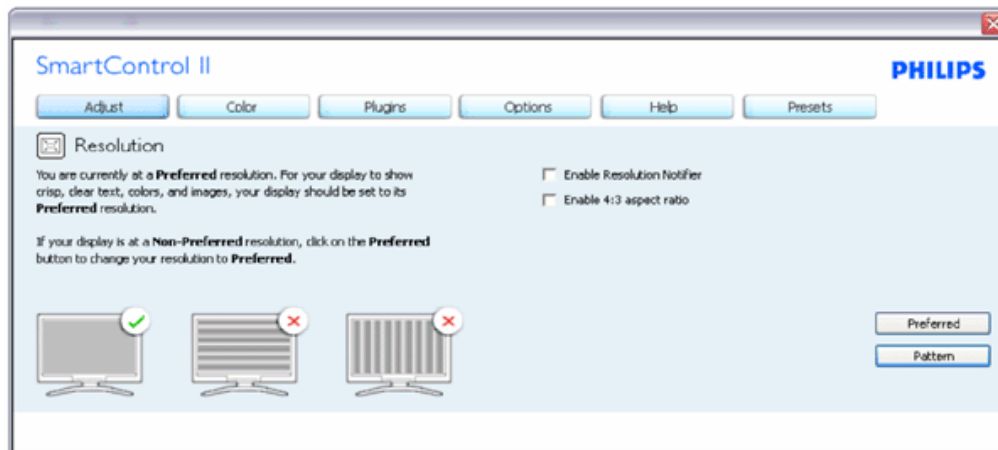 SmartControl II
PHILIPS
Adjust Color Plugins Options Help Presets
Resolution
You are currently at a Preferred resolution. For your display to show
crisp, clear text, colors, and images, your display should be set to its
Preferred resolution.
If your display is at a Non-Preferred resolution, click on the Preferred
button to change your resolution to Preferred.
Enable Resolution Notifier
Enable 4:3 aspect ratio
Preferred
Pattern